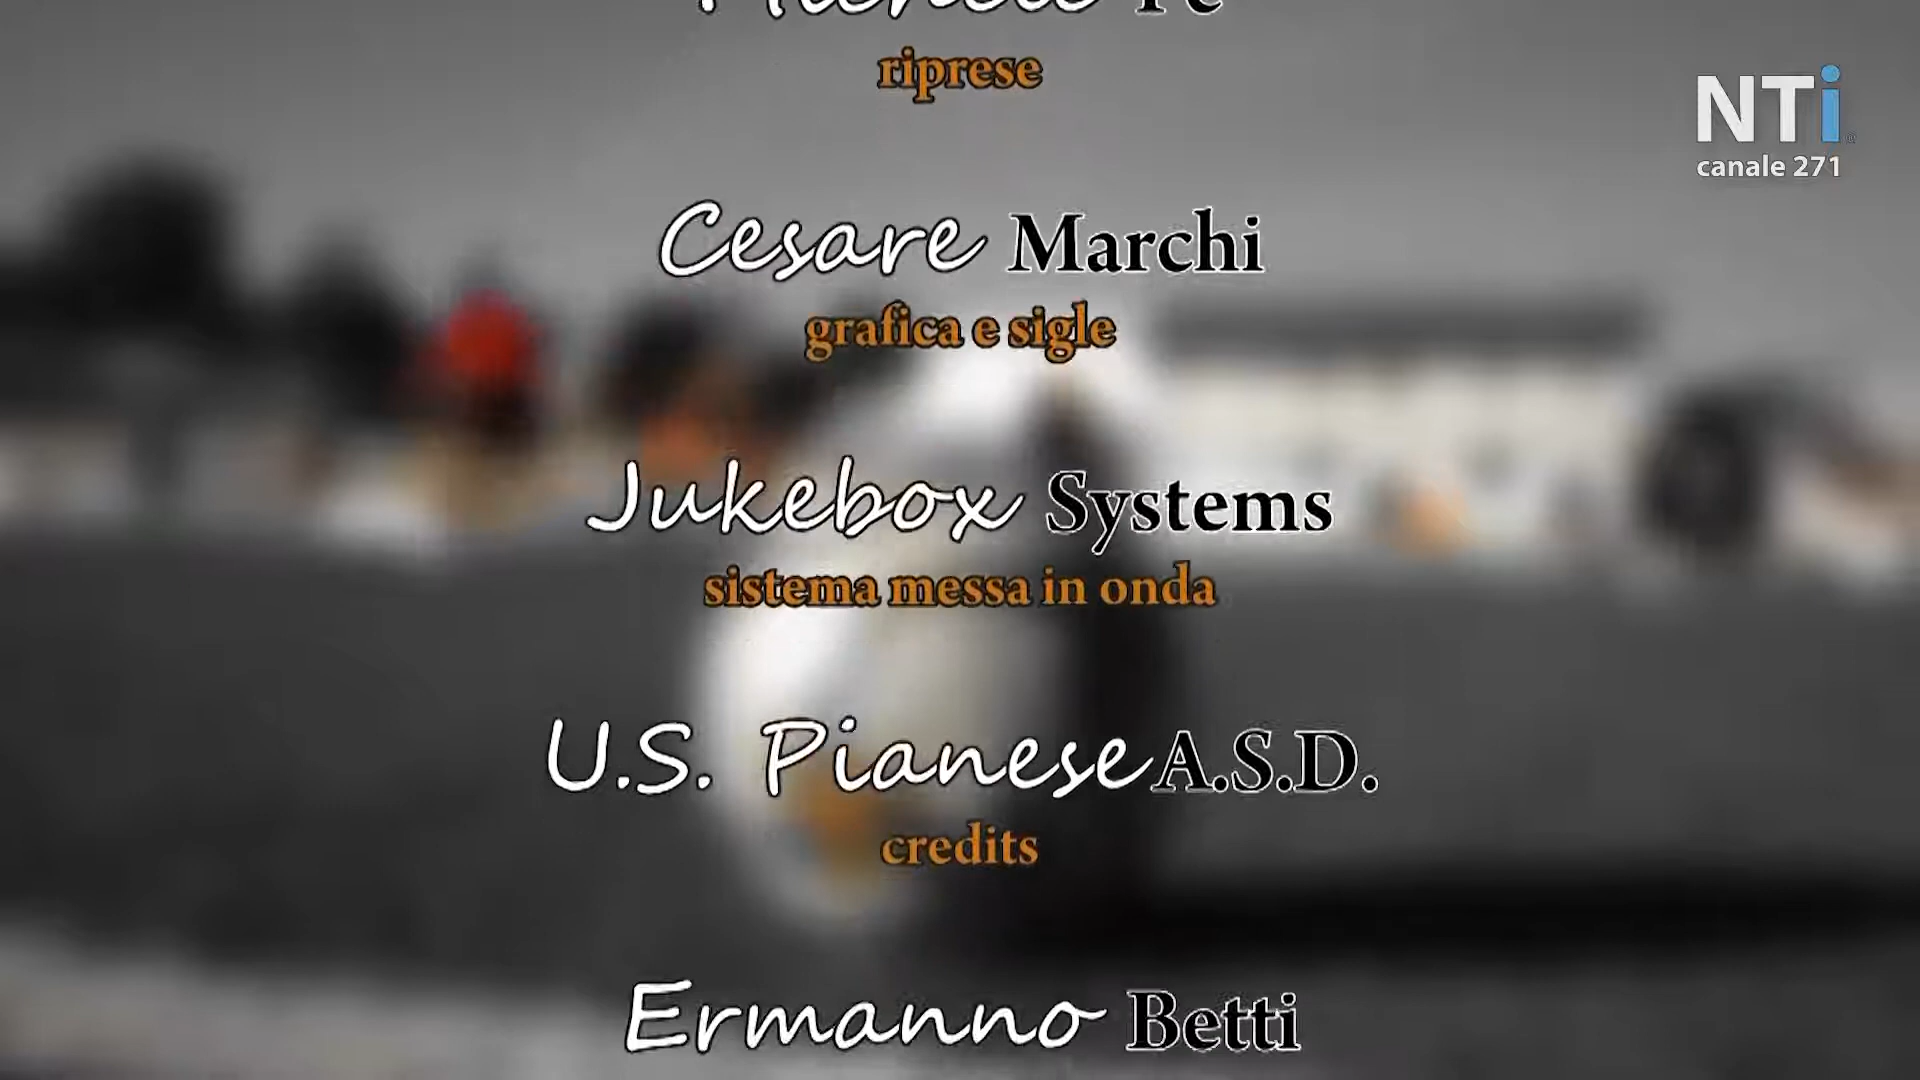 riprese
NTi
canale 271
Cesare Marchi
grafica e sigle
Jukebox Systems
sistema messa in onda
U.S. Pianese A.S.D.
credits
Ermanno Betti